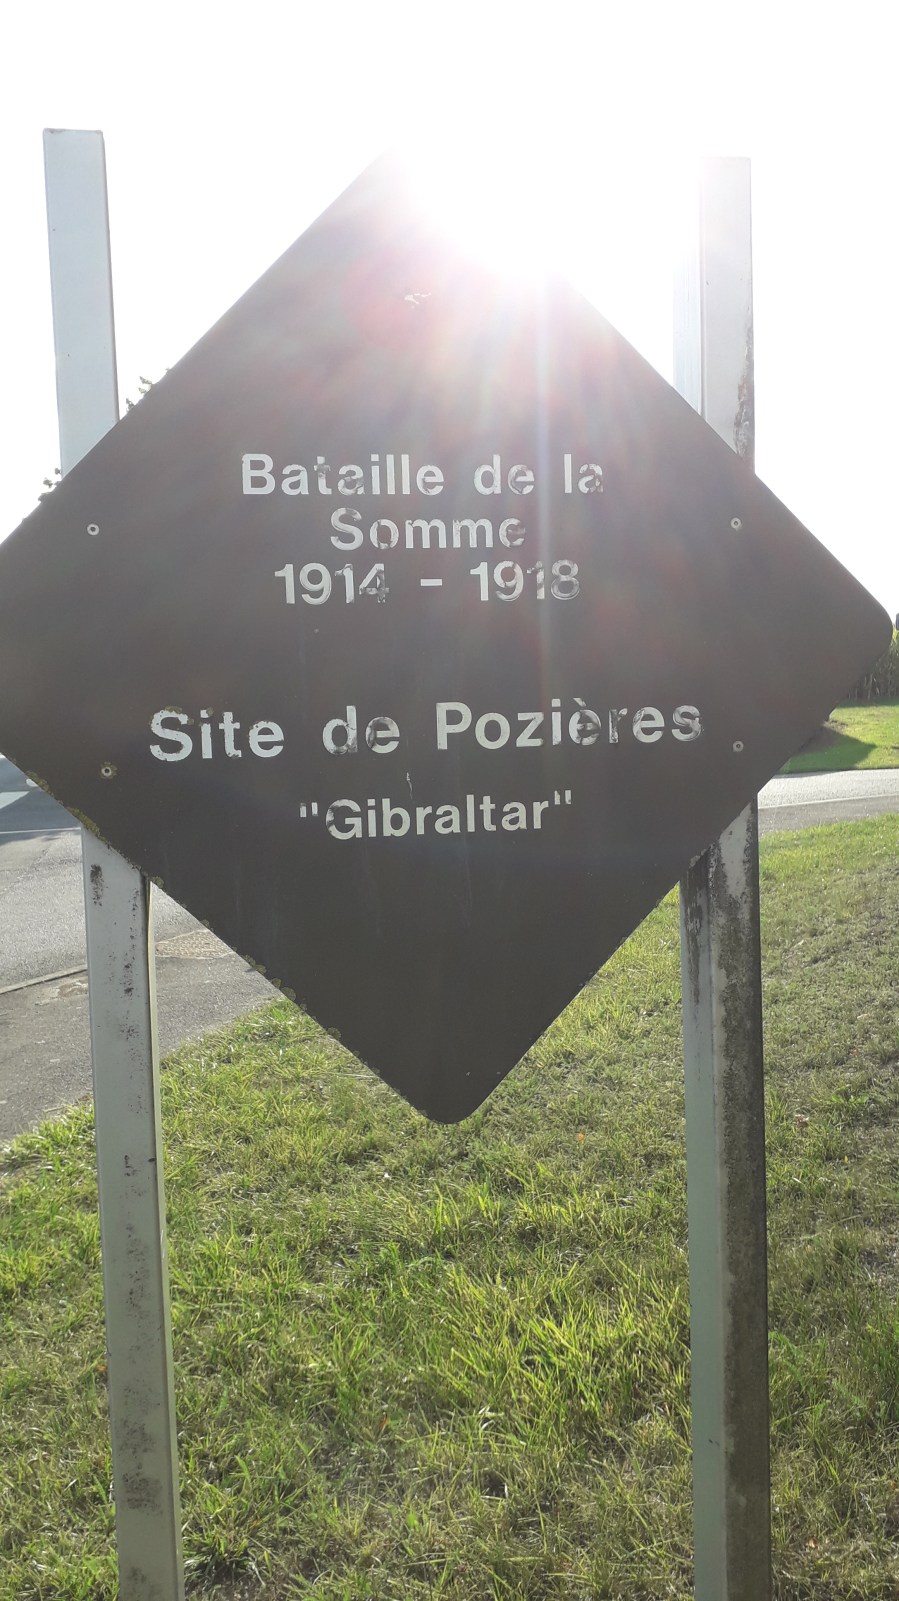 Bataille de la
Somme
1914 - 1918
Site de Pozières
"Gibraltar"